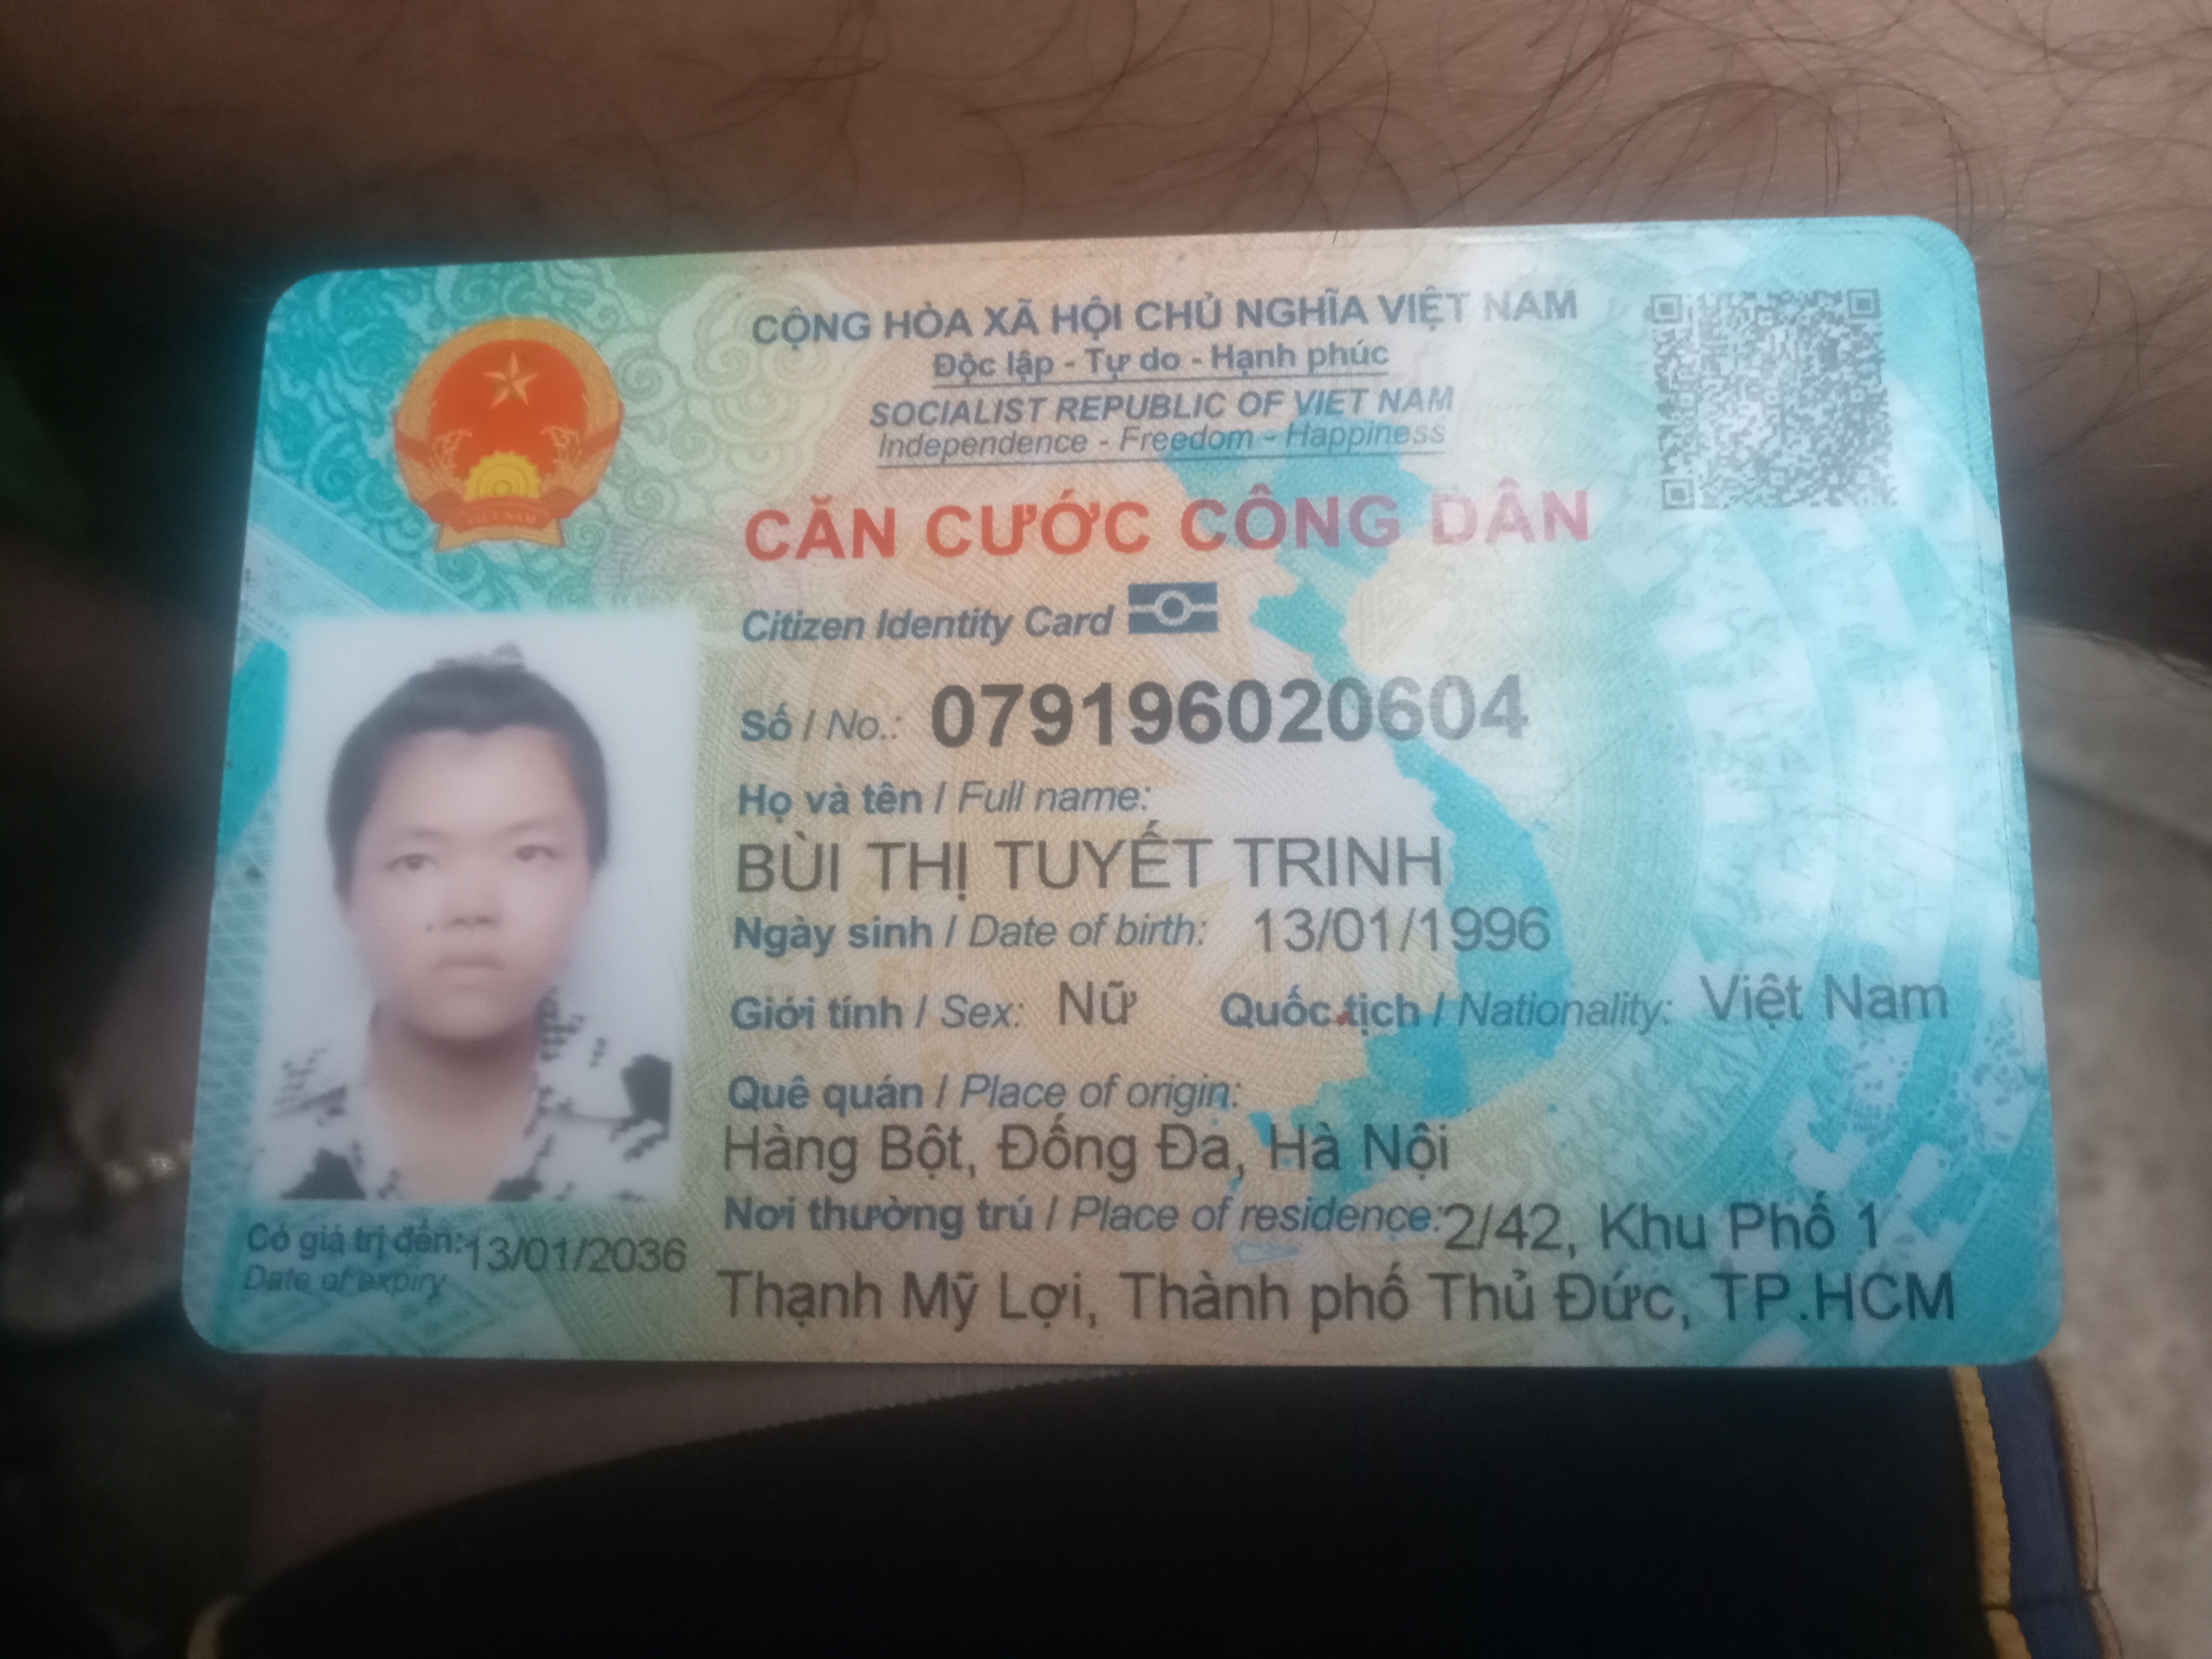 CỘNG HÒA XÃ HỘI CHỦ NGHĨA VIỆT NAM
Độc lập - Tự do - Hạnh phúc
SOCIALIST REPUBLIC OF VIET NAM
Independence - Freedom - Happiness
CĂN CƯỚC CÔNG DÂN
Citizen Identity Card
Số / No.: 079196020604
Họ và tên / Full name:
BÙI THỊ TUYẾT TRINH
Ngày sinh / Date of birth: 13/01/1996
Giới tính / Sex: Nữ Quốc tịch / Nationality: Việt Nam
Quê quán / Place of origin:
Hàng Bột, Đống Đa, Hà Nội
Nơi thường trú / Place of residence: 2/42, Khu Phố 1
Thạnh Mỹ Lợi, Thành phố Thủ Đức, TP.HCM
Có giá trị đến: 13/01/2036
Date of expiry
VIỆT NAM